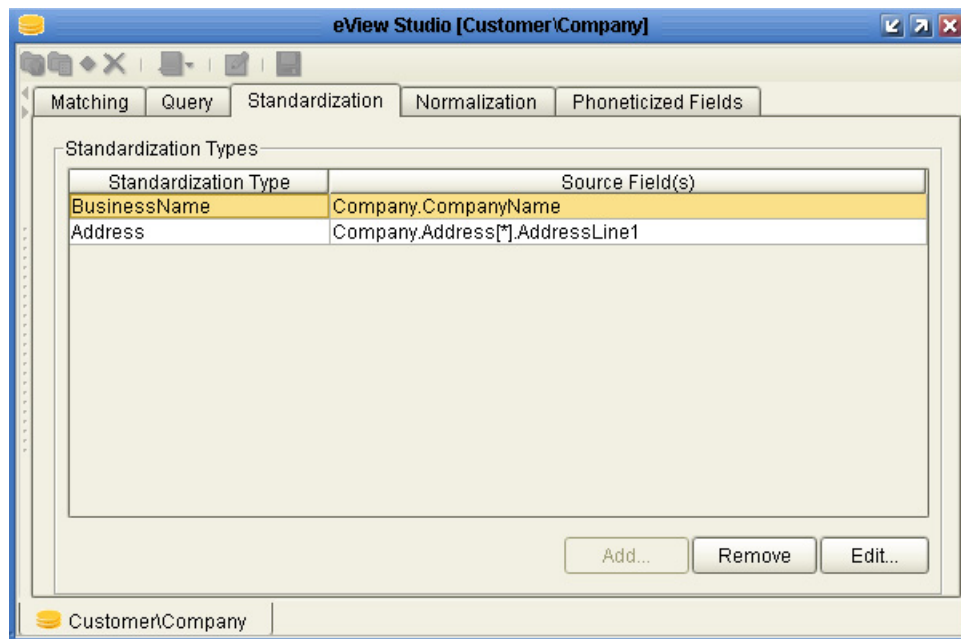 eView Studio [Customer\Company]
Matching Query Standardization Normalization Phoneticized Fields
Standardization Types
Standardization Type Source Field(s)
BusinessName Company.CompanyName
Address Company.Address[*].AddressLine1
Add... Remove Edit...
Customer\Company